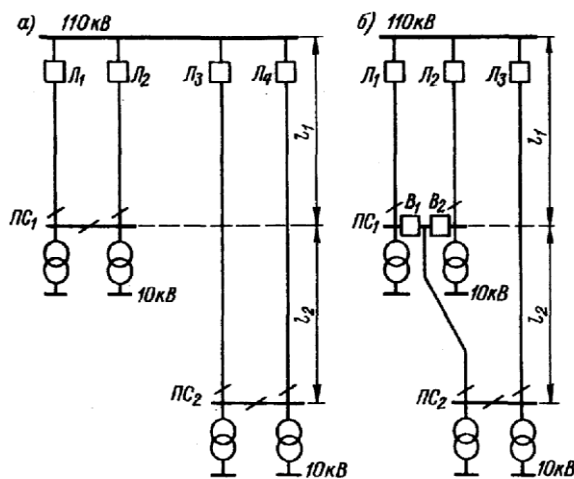 а) 110кВ
Л1 Л2 Л3 Л4
l1
ПС1
10кВ
l2
ПС2
10кВ
б) 110кВ
Л1 Л2 Л3
l1
ПС1 В1 В2
10кВ
l2
ПС2
10кВ